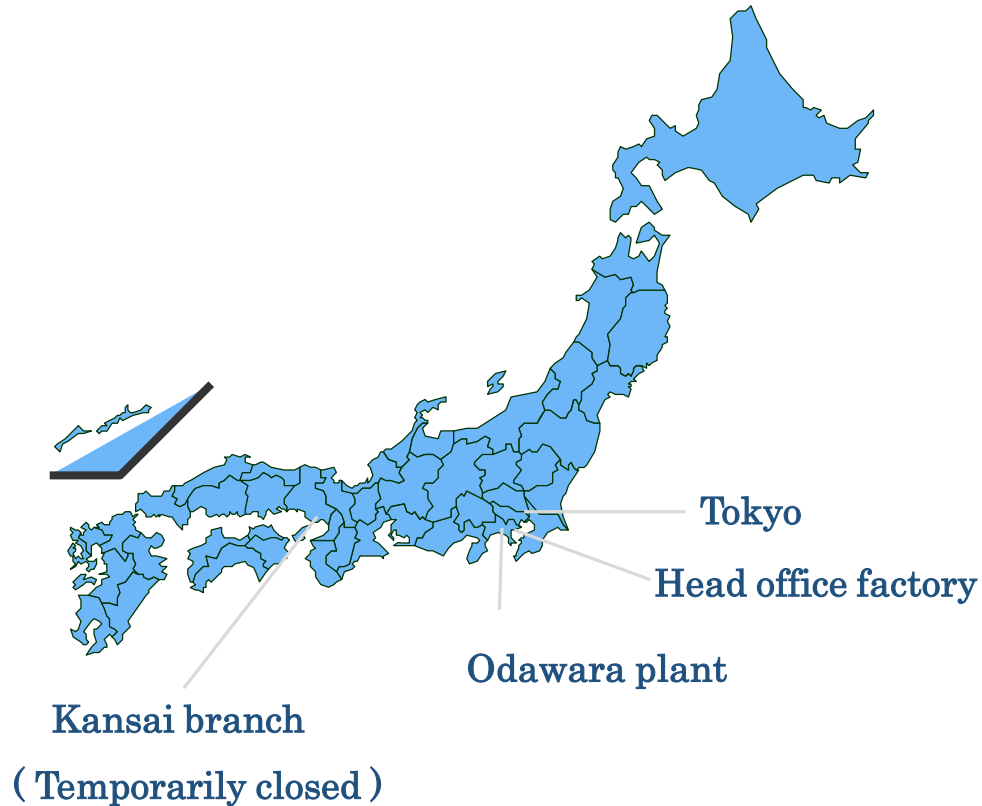 Tokyo
Head office factory
Odawara plant
Kansai branch
( Temporarily closed )